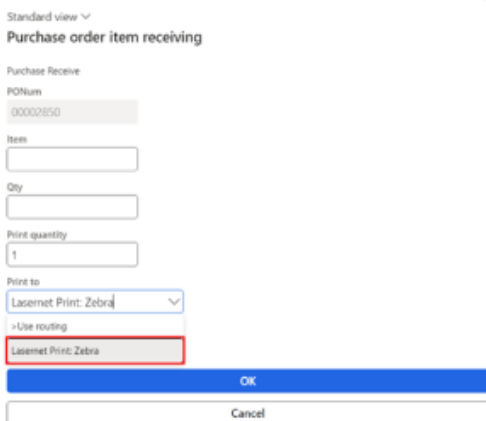 Standard view
Purchase order item receiving
Purchase Receive
PONum
00002850
Item
Qty
Print quantity
1
Print to
Lasernet Print: Zebra
>Use routing
Lasernet Print: Zebra
OK
Cancel